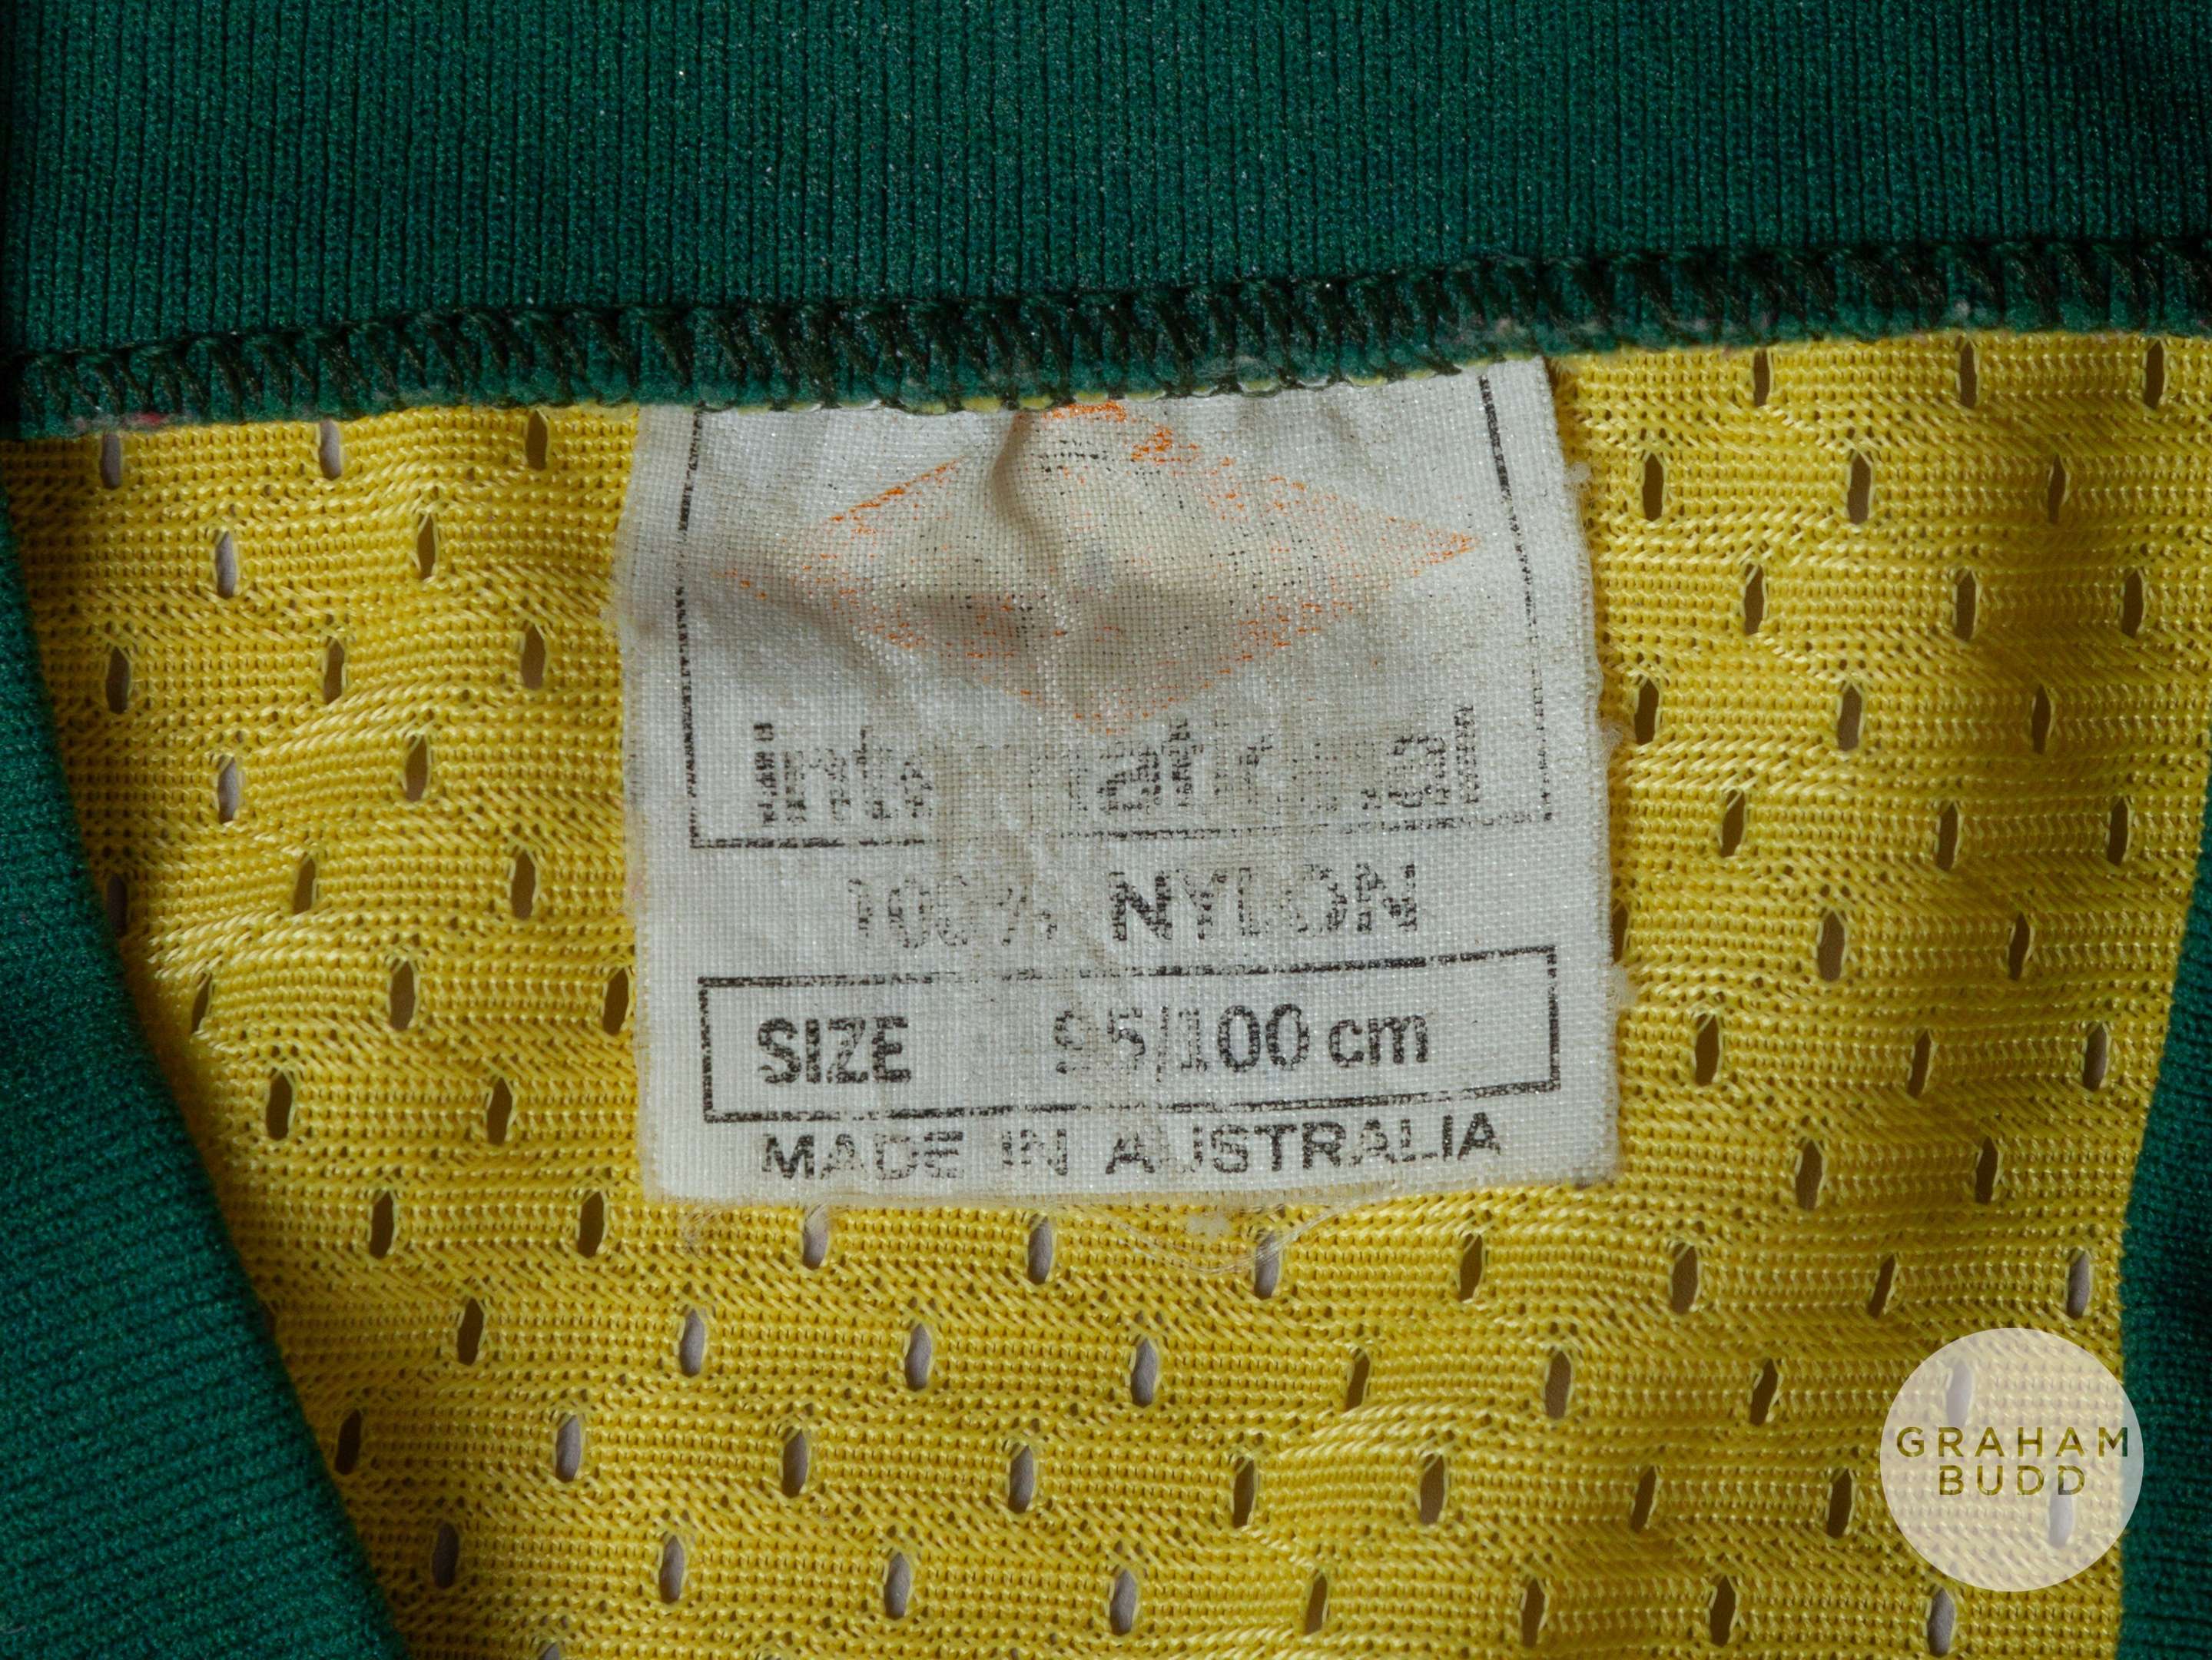 International
100% NYLON
SIZE 95/100 cm
MADE IN AUSTRALIA
GRAHAM
BUDD